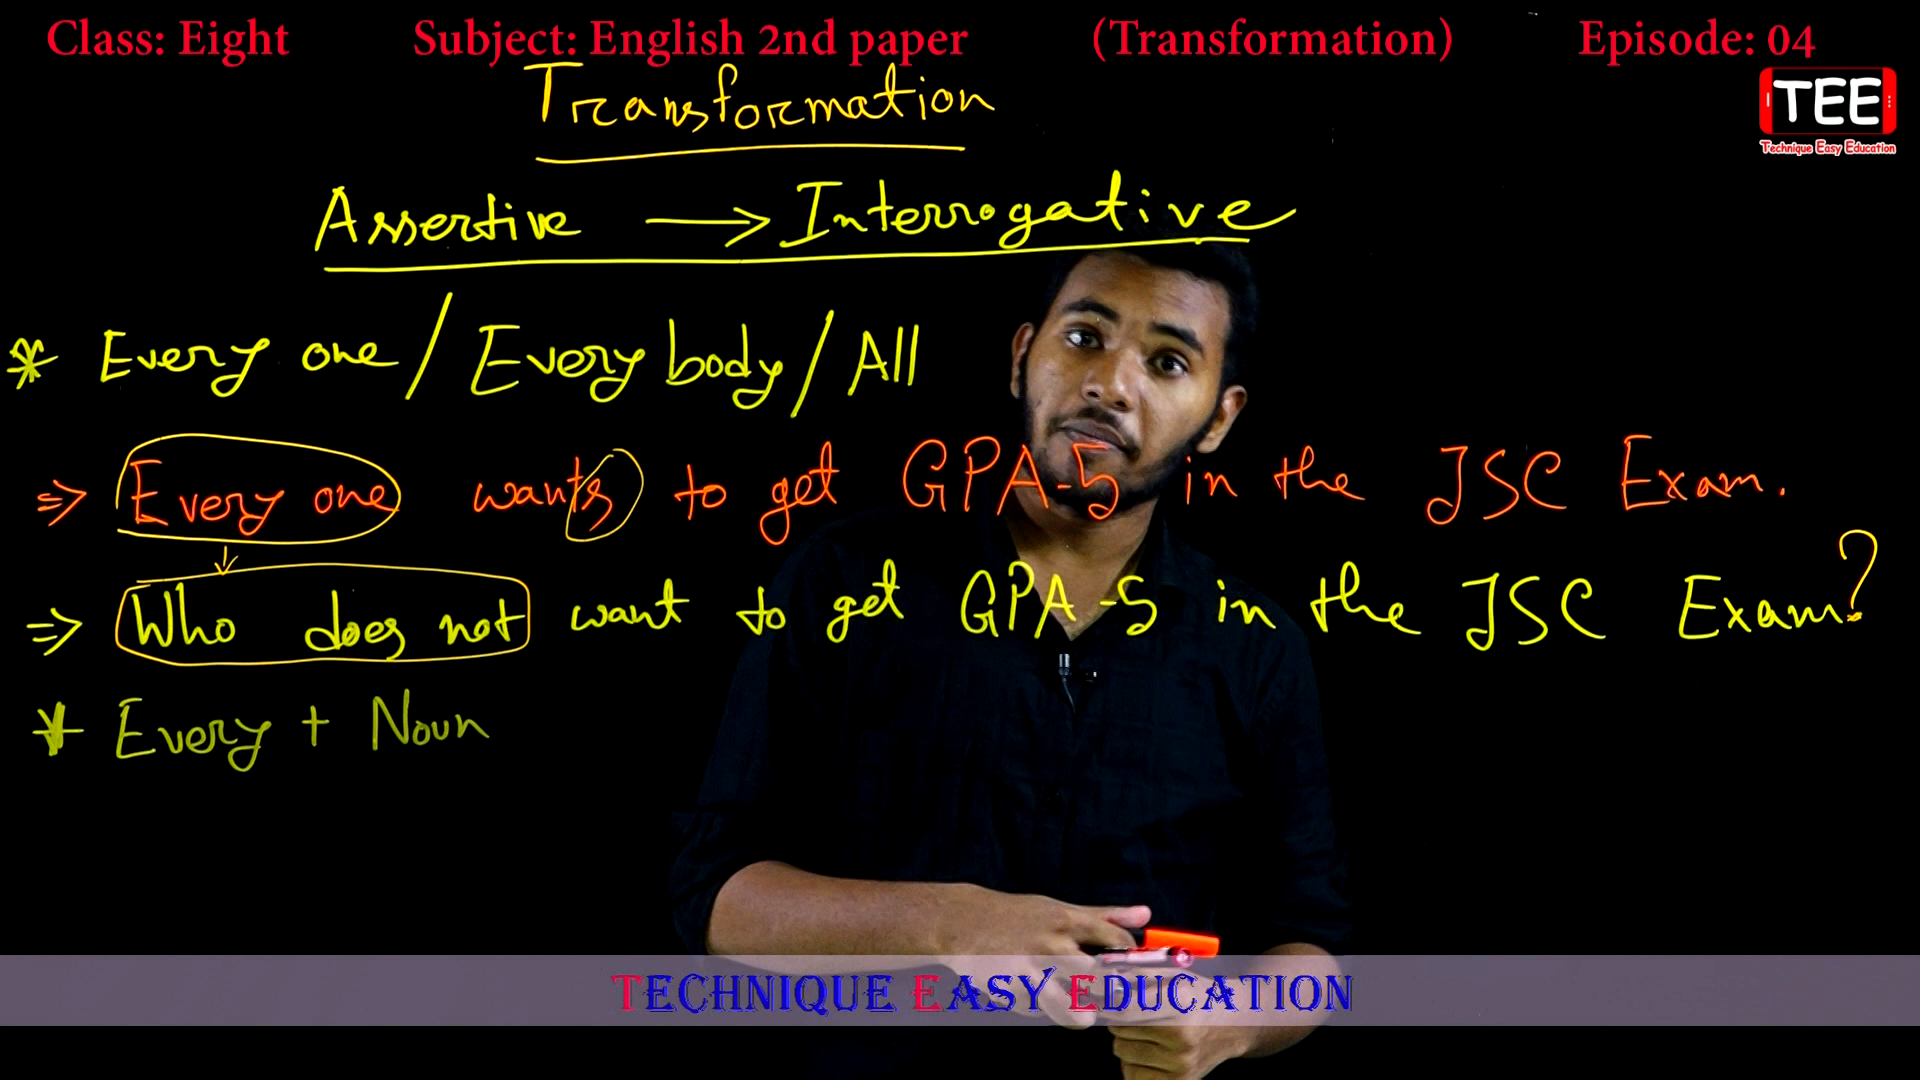 Class: Eight Subject: English 2nd paper (Transformation) Episode: 04
TEE
Technique Easy Education
Transformation
Assertive → Interrogative
* Every one / Every body / All
⇒ Every one wants to get GPA-5 in the JSC Exam.
⇒ Who does not want to get GPA-5 in the JSC Exam?
* Every + Noun
TECHNIQUE EASY EDUCATION